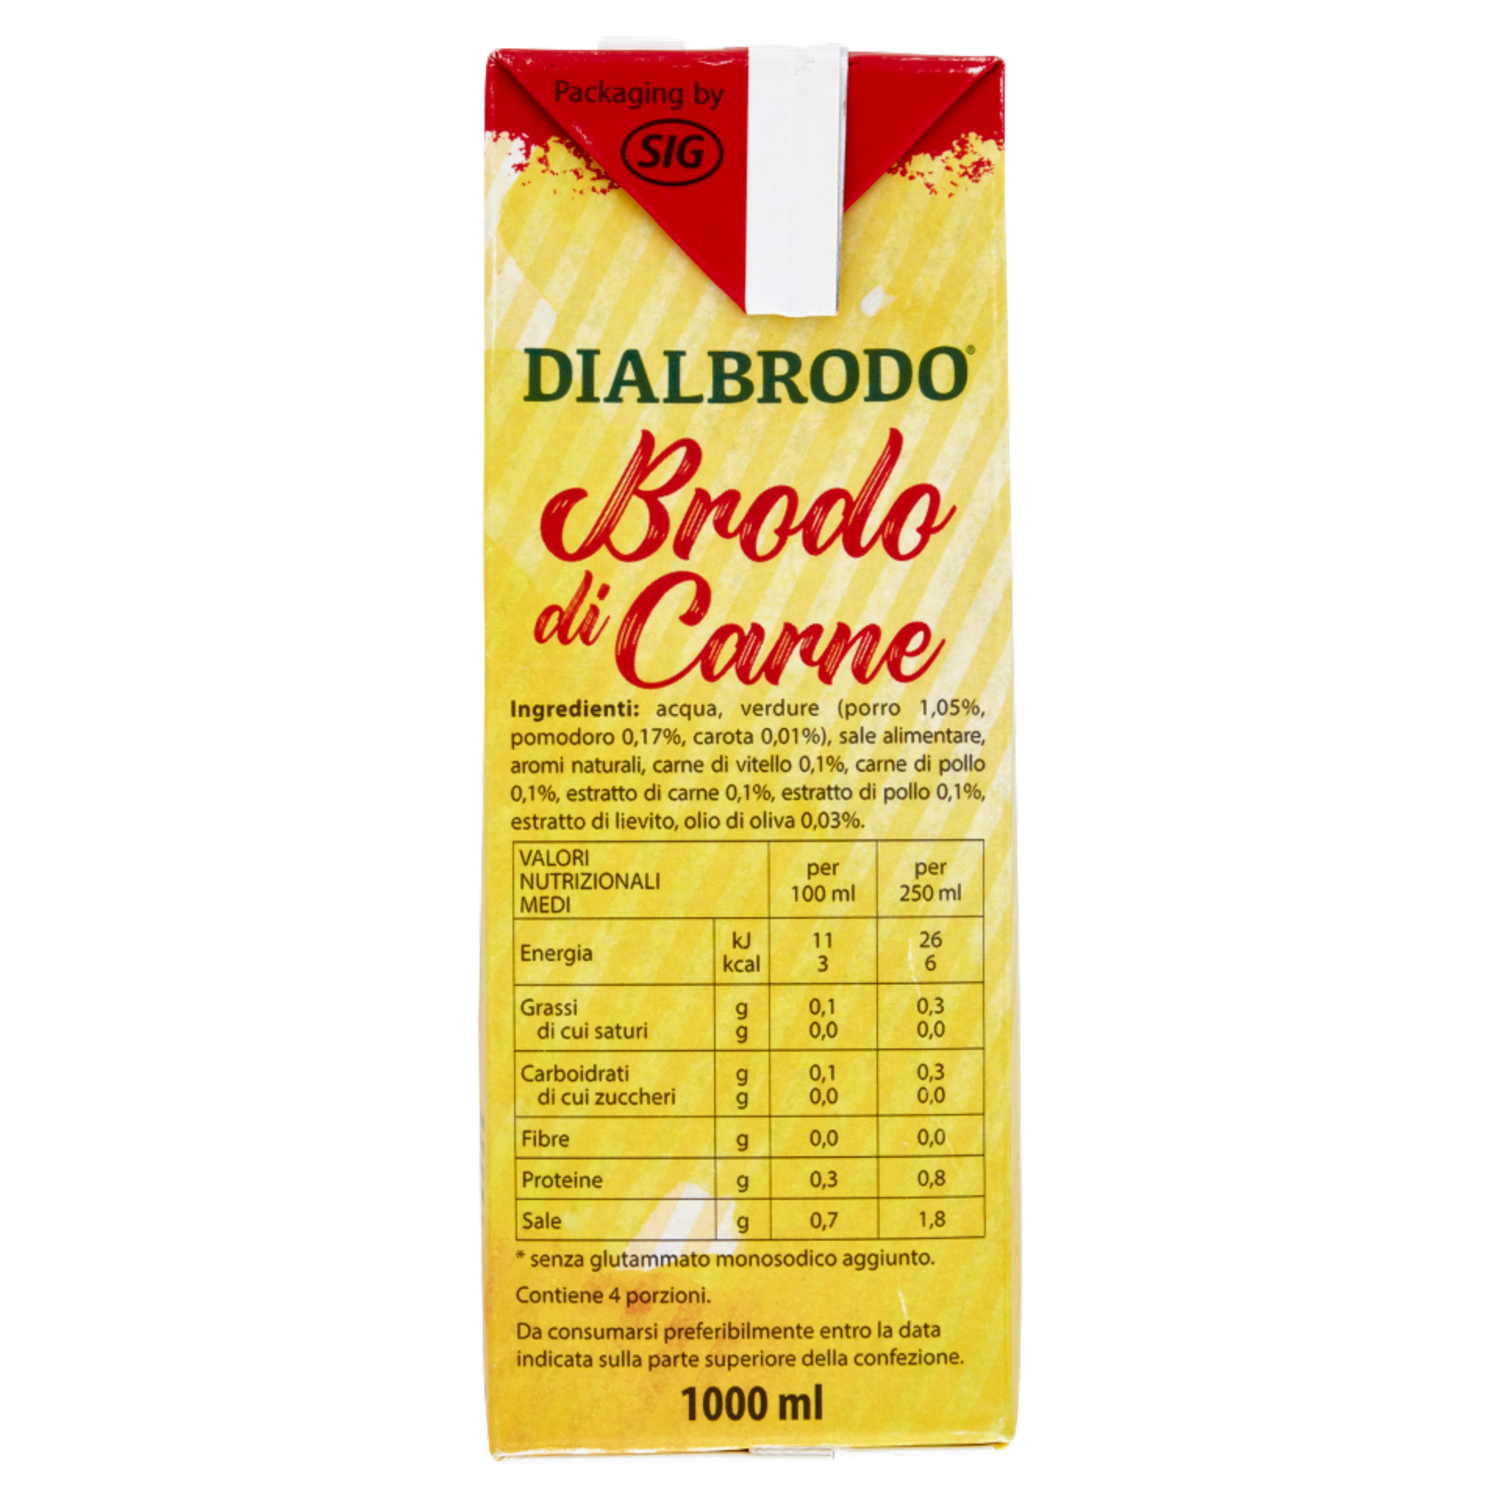 Packaging by
SIG
DIALBRODO®
Brodo
di Carne
Ingredienti: acqua, verdure (porro 1,05%,
pomodoro 0,17%, carota 0,01%), sale alimentare,
aromi naturali, carne di vitello 0,1%, carne di pollo
0,1%, estratto di carne 0,1%, estratto di pollo 0,1%,
estratto di lievito, olio di oliva 0,03%.
VALORI
NUTRIZIONALI
MEDI
per
100 ml
per
250 ml
Energia kJ 11 26
kcal 3 6
Grassi g 0,1 0,3
di cui saturi g 0,0 0,0
Carboidrati g 0,1 0,3
di cui zuccheri g 0,0 0,0
Fibre g 0,0 0,0
Proteine g 0,3 0,8
Sale g 0,7 1,8
* senza glutammato monosodico aggiunto.
Contiene 4 porzioni.
Da consumarsi preferibilmente entro la data
indicata sulla parte superiore della confezione.
1000 ml